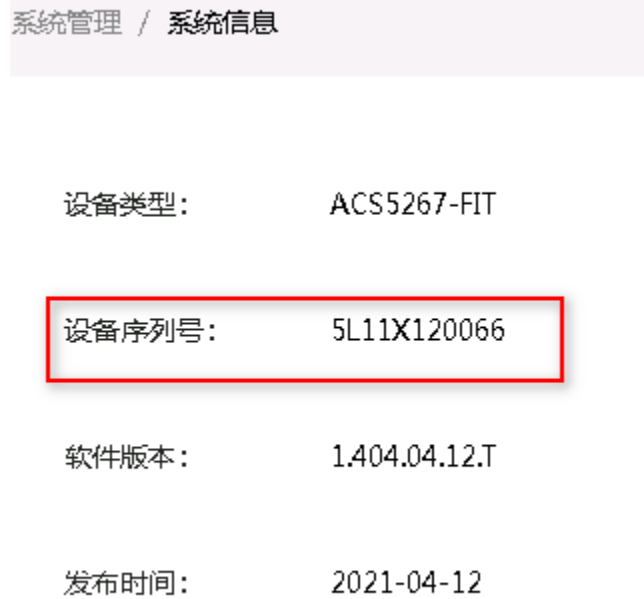 系统管理 / 系统信息
设备类型: ACS5267-FIT
设备序列号: 5L11X120066
软件版本: 1.404.04.12.T
发布时间: 2021-04-12